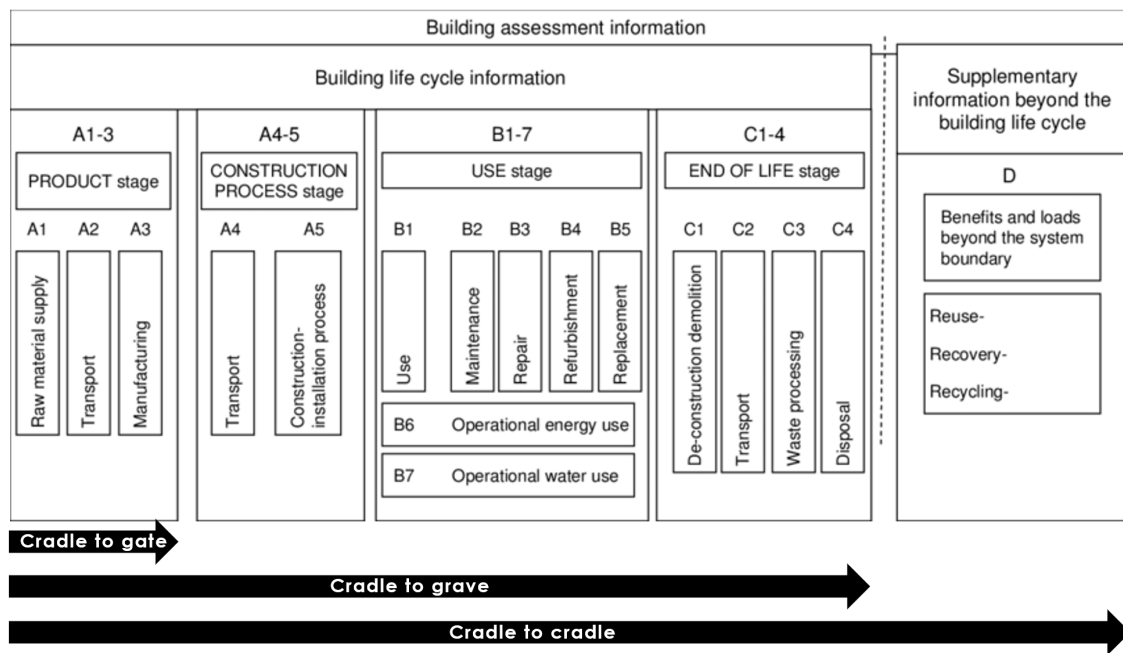 Building assessment information
Building life cycle information
Supplementary
information beyond the
building life cycle
A1-3
PRODUCT stage
A1 A2 A3
Raw material supply
Transport
Manufacturing
A4-5
CONSTRUCTION
PROCESS stage
A4 A5
Transport
Construction-
installation process
B1-7
USE stage
B1 B2 B3 B4 B5
Use
Maintenance
Repair
Refurbishment
Replacement
B6 Operational energy use
B7 Operational water use
C1-4
END OF LIFE stage
C1 C2 C3 C4
De-construction demolition
Transport
Waste processing
Disposal
D
Benefits and loads
beyond the system
boundary
Reuse-
Recovery-
Recycling-
Cradle to gate
Cradle to grave
Cradle to cradle